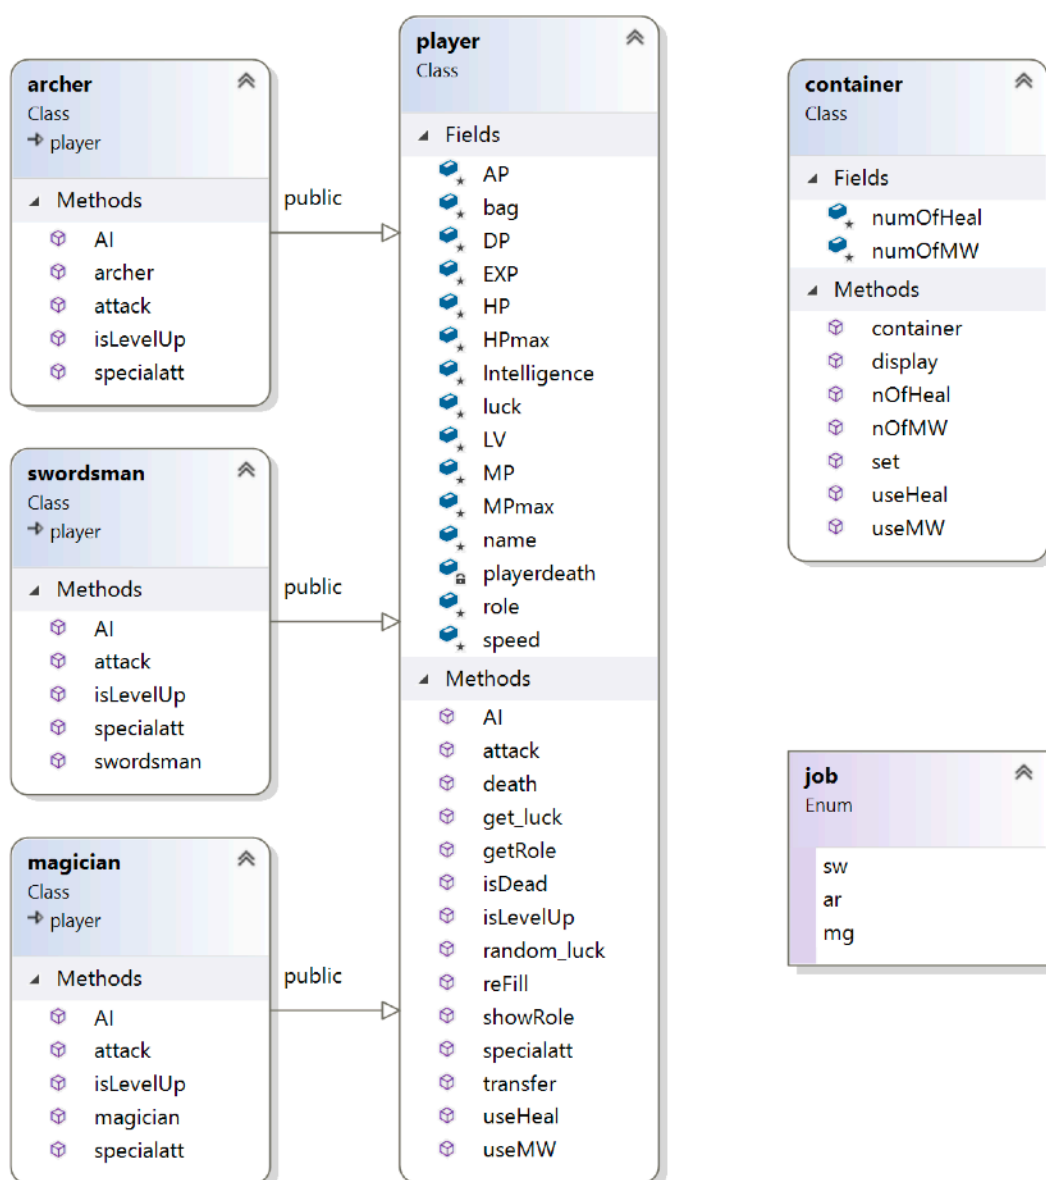 archer
Class
player
Methods
AI
archer
attack
isLevelUp
specialatt
public
swordsman
Class
player
Methods
AI
attack
isLevelUp
specialatt
swordsman
public
magician
Class
player
Methods
AI
attack
isLevelUp
magician
specialatt
public
player
Class
Fields
AP
bag
DP
EXP
HP
HPmax
Intelligence
luck
LV
MP
MPmax
name
playerdeath
role
speed
Methods
AI
attack
death
get_luck
getRole
isDead
isLevelUp
random_luck
reFill
showRole
specialatt
transfer
useHeal
useMW
container
Class
Fields
numOfHeal
numOfMW
Methods
container
display
nOfHeal
nOfMW
set
useHeal
useMW
job
Enum
sw
ar
mg